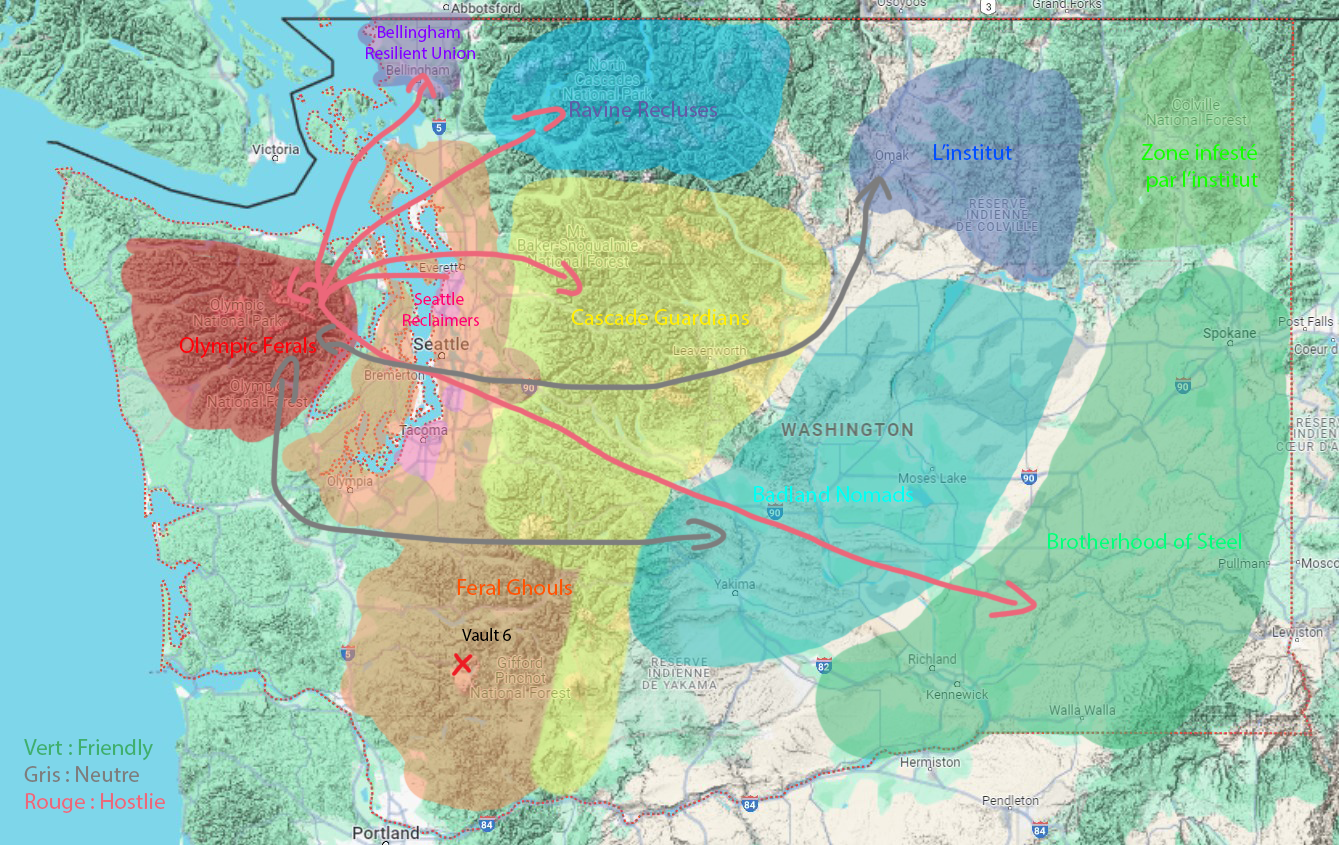 Abbotsford
Osoyoos
3
Grand Forks
Bellingham
Resilient Union
Bellingham
North
Cascades
National Park
Ravine Recluses
5
Colville
National Forest
Victoria
Omak
L'institut
Zone infesté
par l'institut
RÉSERVE
INDIENNE
DE COLVILLE
Mt.
Baker-Snoqualmie
National Forest
Everett
Seattle
Reclaimers
Olympic
National Park
Cascade Guardians
Spokane
Post Falls
Olympic Ferals
Seattle
Leavenworth
Coeur d
Bremerton
90
90
Olympic
National Forest
Tacoma
WASHINGTON
RÉSER
INDIEN
CŒUR D'A
Olympia
Moses Lake
90
Badland Nomads
90
Brotherhood of Steel
Pullman
Mosco
Feral Ghouls
Yakima
Vault 6
Lewiston
5
Gifford
Pinchot
National Forest
RÉSERVE
INDIENNE
DE YAKAMA
82
Richland
Kennewick
Walla Walla
Vert : Friendly
Gris : Neutre
Rouge : Hostlie
Hermiston
Pendleton
84
84
84
Portland